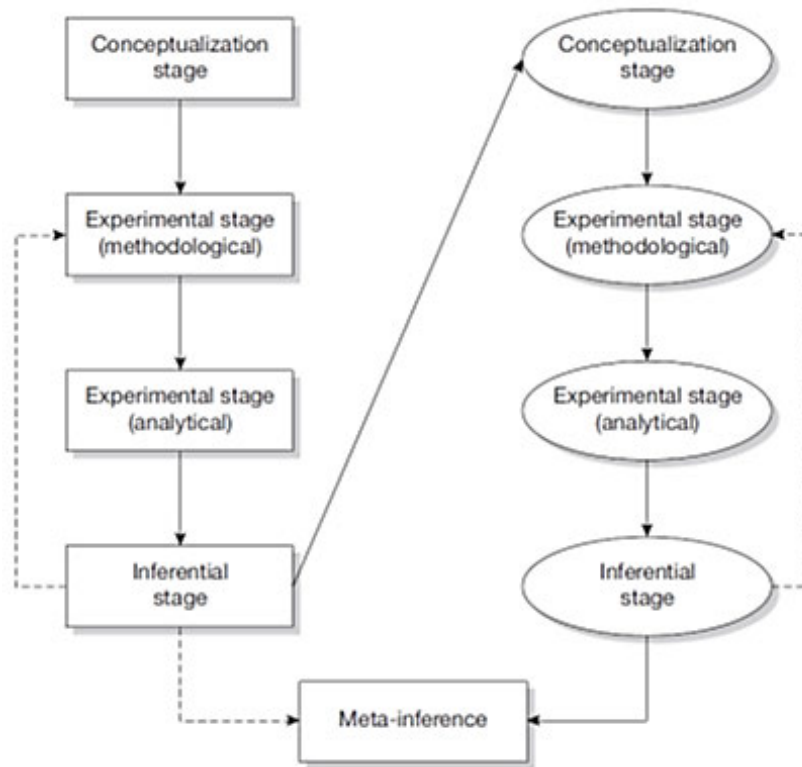 Conceptualization
stage
Experimental stage
(methodological)
Experimental stage
(analytical)
Inferential
stage
Conceptualization
stage
Experimental stage
(methodological)
Experimental stage
(analytical)
Inferential
stage
Meta-inference